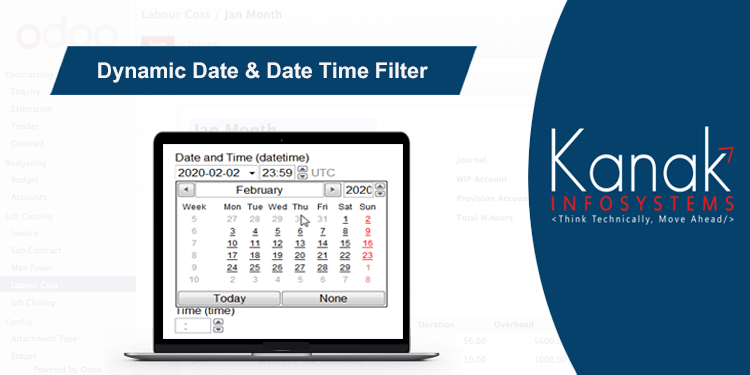 Labour Cost / Jan Month
odoo
Dynamic Date & Date Time Filter
Contracting
Enquiry
Estimation
Tender
Contract
Budgeting
Budget
Accounts
Job Costing
Invoice
Sub Contract
Man Power
Labour Cost
Job Closing
Config
Attachment Type
Stages
Powered by Odoo
Jan Month
Journal
WIP Account
Provision Account
Total W.hours
Duration Overhead
56.00 5600.0
10.00 1000.00
Date and Time (datetime)
2020-02-02 23:59 UTC
February 2020
Week Mon Tue Wed Thu Fri Sat Sun
5 27 28 29 30 31 1 2
6 3 4 5 6 7 8 9
7 10 11 12 13 14 15 16
8 17 18 19 20 21 22 23
9 24 25 26 27 28 29 1
10 2 3 4 5 6 7 8
Today None
Time (time)
:
Kanak
INFOSYSTEMS
<Think Technically, Move Ahead/>